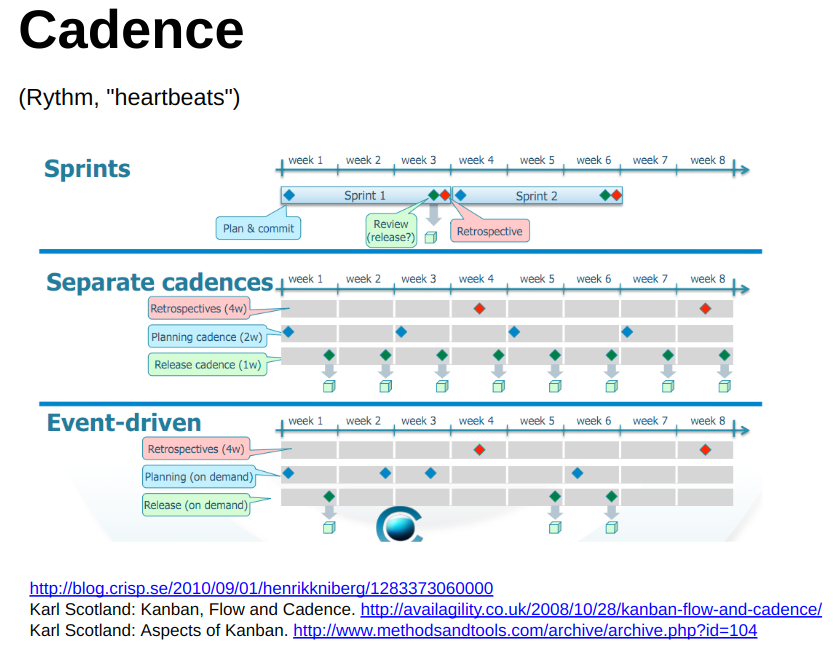 Cadence
(Rythm, "heartbeats")
Sprints
week 1 week 2 week 3 week 4 week 5 week 6 week 7 week 8
Sprint 1 Sprint 2
Plan & commit
Review
(release?)
Retrospective
Separate cadences
week 1 week 2 week 3 week 4 week 5 week 6 week 7 week 8
Retrospectives (4w)
Planning cadence (2w)
Release cadence (1w)
Event-driven
week 1 week 2 week 3 week 4 week 5 week 6 week 7 week 8
Retrospectives (4w)
Planning (on demand)
Release (on demand)
http://blog.crisp.se/2010/09/01/henrikkniberg/1283373060000
Karl Scotland: Kanban, Flow and Cadence. http://availagility.co.uk/2008/10/28/kanban-flow-and-cadence/
Karl Scotland: Aspects of Kanban. http://www.methodsandtools.com/archive/archive.php?id=104